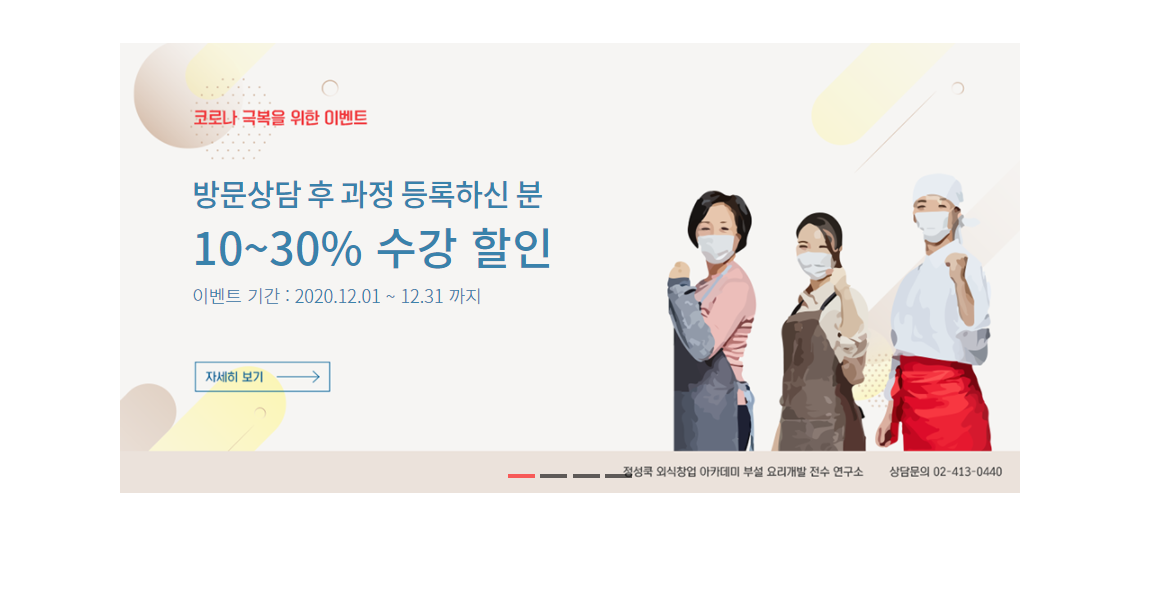 코로나 극복을 위한 이벤트
방문상담 후 과정 등록하신 분
10~30% 수강 할인
이벤트 기간 : 2020.12.01 ~ 12.31 까지
자세히 보기
정성쿡 외식창업 아카데미 부설 요리개발 전수 연구소 상담문의 02-413-0440